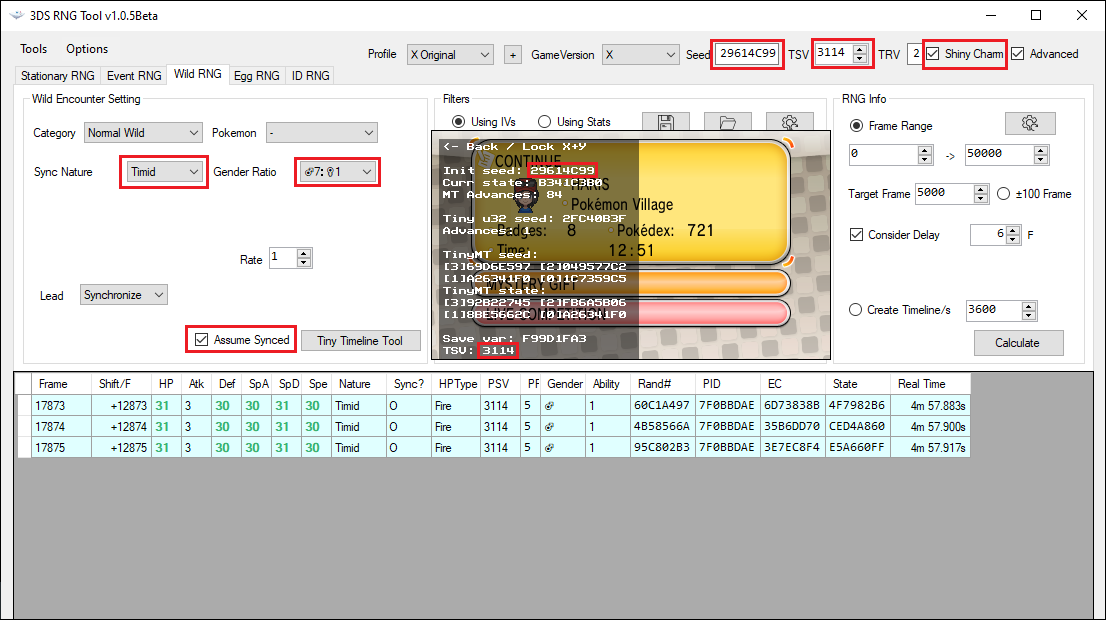 3DS RNG Tool v1.0.5Beta
Tools Options
Profile X Original + GameVersion X Seed 29614C99 TSV 3114 TRV 2 Shiny Charm Advanced
Stationary RNG Event RNG Wild RNG Egg RNG ID RNG
Wild Encounter Setting
Category Normal Wild Pokemon -
Sync Nature Timid Gender Ratio ♂7:♀1
Rate 1
Lead Synchronize
Assume Synced Tiny Timeline Tool
Filters
Using IVs Using Stats
<- Back / Lock X+Y
CONTINUE
Init seed: 29614C99
Curr state: B341C3B0
MT Advances: 84
Pokémon Village
Tiny u32 seed: 2FC40B3F
Advances: 1
Badges: 8 Pokédex: 721
Time: 12:51
TinyMT seed:
[3]69D6E597 [2]049577C2
[1]A26341F0 [0]1C7359C5
MYSTERY GIFT
TinyMT state:
[3]92B22745 [2]FB6A5B06
[1]8BE5662C [0]A26341F0
Save var: F99D1FA3
TSV: 3114
RNG Info
Frame Range
0 -> 50000
Target Frame 5000 ±100 Frame
Consider Delay 6 F
Create Timeline/s 3600
Calculate
Frame Shift/F HP Atk Def SpA SpD Spe Nature Sync? HPType PSV Gender Ability Rand# PID EC State Real Time
17873 +12873 31 3 30 30 31 30 Timid O Fire 3114 5 ♂ 1 60C1A497 7F0BBDAE 6D73838B 4F7982B6 4m 57.883s
17874 +12874 31 3 30 30 31 30 Timid O Fire 3114 5 ♂ 1 4B58566A 7F0BBDAE 35B6DD70 CED4A860 4m 57.900s
17875 +12875 31 3 30 30 31 30 Timid O Fire 3114 5 ♂ 1 95C802B3 7F0BBDAE 3E7EC8F4 E5A660FF 4m 57.917s